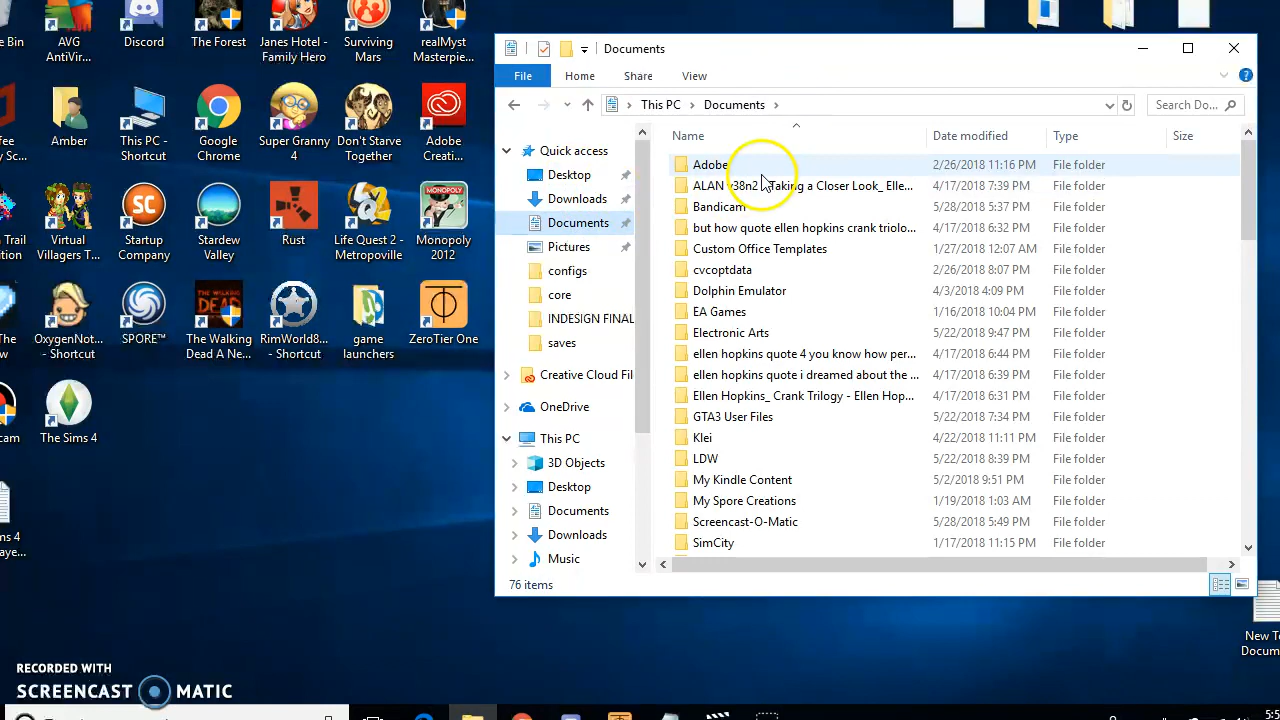 e Bin
AVG
AntiVir...
Discord
The Forest
Janes Hotel -
Family Hero
Surviving
Mars
realMyst
Masterpie...
fee
y Sc...
Amber
This PC -
Shortcut
Google
Chrome
Super Granny
4
Don't Starve
Together
Adobe
Creati...
Trail
ition
Virtual
Villagers T...
Startup
Company
Stardew
Valley
Rust
Life Quest 2 -
Metropoville
MONOPOLY
Monopoly
2012
The
w
OxygenNot...
- Shortcut
SPORE™
The Walking
Dead A Ne...
RimWorld8...
- Shortcut
game
launchers
ZeroTier One
cam
The Sims 4
ms 4
aye...
Documents
File
Home
Share
View
This PC
Documents
Search Do...
Quick access
Desktop
Downloads
Documents
Pictures
configs
core
INDESIGN FINAL
saves
Creative Cloud Fil
OneDrive
This PC
3D Objects
Desktop
Documents
Downloads
Music
Name Date modified Type Size
Adobe 2/26/2018 11:16 PM File folder
ALAN v38n2 - Taking a Closer Look_ Elle... 4/17/2018 7:39 PM File folder
Bandicam 5/28/2018 5:37 PM File folder
but how quote ellen hopkins crank triolo... 4/17/2018 6:32 PM File folder
Custom Office Templates 1/27/2018 12:07 AM File folder
cvcoptdata 2/26/2018 8:07 PM File folder
Dolphin Emulator 4/3/2018 4:09 PM File folder
EA Games 1/16/2018 10:04 PM File folder
Electronic Arts 5/22/2018 9:47 PM File folder
ellen hopkins quote 4 you know how per... 4/17/2018 6:44 PM File folder
ellen hopkins quote i dreamed about the ... 4/17/2018 6:39 PM File folder
Ellen Hopkins_ Crank Trilogy - Ellen Hop... 4/17/2018 6:31 PM File folder
GTA3 User Files 5/22/2018 7:34 PM File folder
Klei 4/22/2018 11:11 PM File folder
LDW 5/22/2018 8:39 PM File folder
My Kindle Content 5/2/2018 9:51 PM File folder
My Spore Creations 1/19/2018 1:03 AM File folder
Screencast-O-Matic 5/28/2018 5:49 PM File folder
SimCity 1/17/2018 11:15 PM File folder
76 items
New Te
Docum
RECORDED WITH
SCREENCAST MATIC
5:5